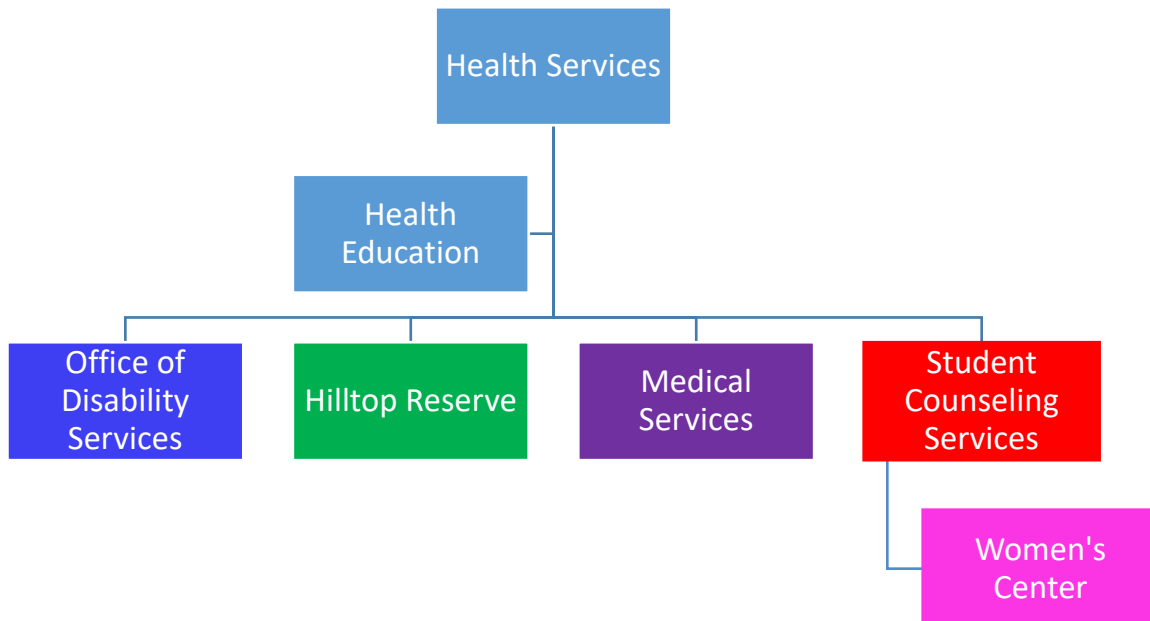 Health Services
Health
Education
Office of
Disability
Services
Hilltop Reserve
Medical
Services
Student
Counseling
Services
Women's
Center